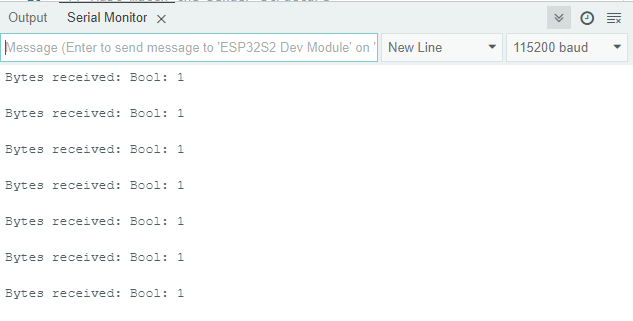 Output Serial Monitor
Message (Enter to send message to 'ESP32S2 Dev Module' on ' New Line 115200 baud
Bytes received: Bool: 1
Bytes received: Bool: 1
Bytes received: Bool: 1
Bytes received: Bool: 1
Bytes received: Bool: 1
Bytes received: Bool: 1
Bytes received: Bool: 1